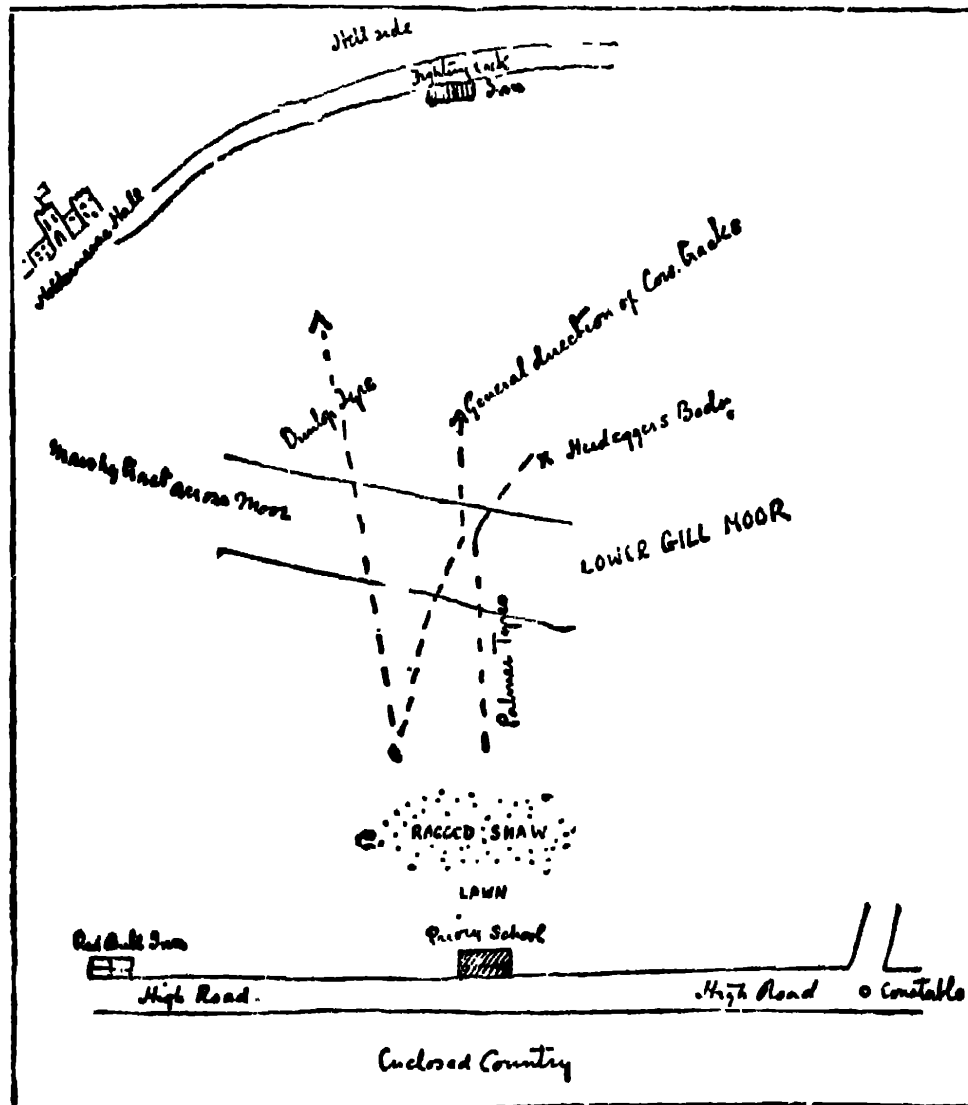 Hill side
Fighting Cock
Inn
Holdernesse Hall
General direction of Cow. tracks
Dunlop Tyre
Heidegger's Body.
Marshy tract across Moor
LOWER GILL MOOR
Palmer Tyres
RAGGED SHAW
LAWN
Priory School
Red Bull Inn
High Road.
High Road
Constable
Enclosed Country